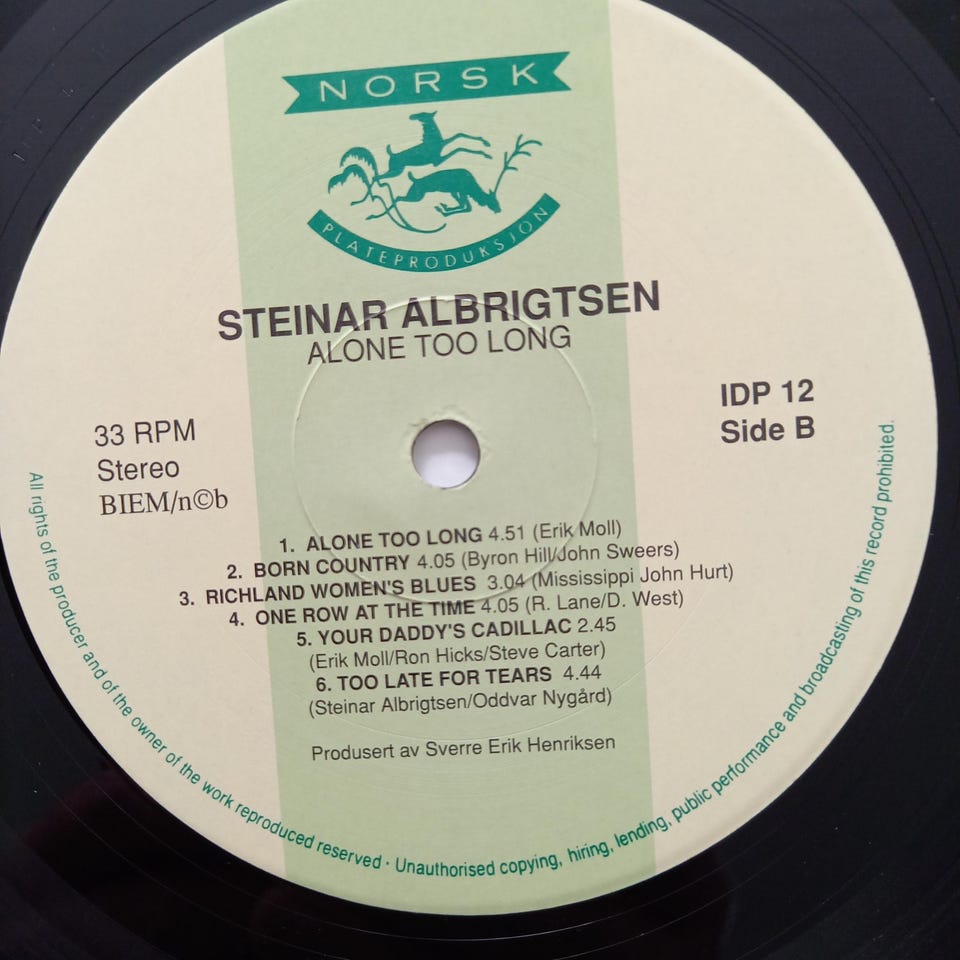 NORSK
PLATEPRODUKSJON
STEINAR ALBRIGTSEN
ALONE TOO LONG
IDP 12
Side B
33 RPM
Stereo
BIEM/n©b
1. ALONE TOO LONG 4.51 (Erik Moll)
2. BORN COUNTRY 4.05 (Byron Hill/John Sweers)
3. RICHLAND WOMEN'S BLUES 3.04 (Mississippi John Hurt)
4. ONE ROW AT THE TIME 4.05 (R. Lane/D. West)
5. YOUR DADDY'S CADILLAC 2.45
(Erik Moll/Ron Hicks/Steve Carter)
6. TOO LATE FOR TEARS 4.44
(Steinar Albrigtsen/Oddvar Nygård)
Produsert av Sverre Erik Henriksen
All rights of the producer and of the owner of the work reproduced reserved · Unauthorised copying, hiring, lending, public performance and broadcasting of this record prohibited.